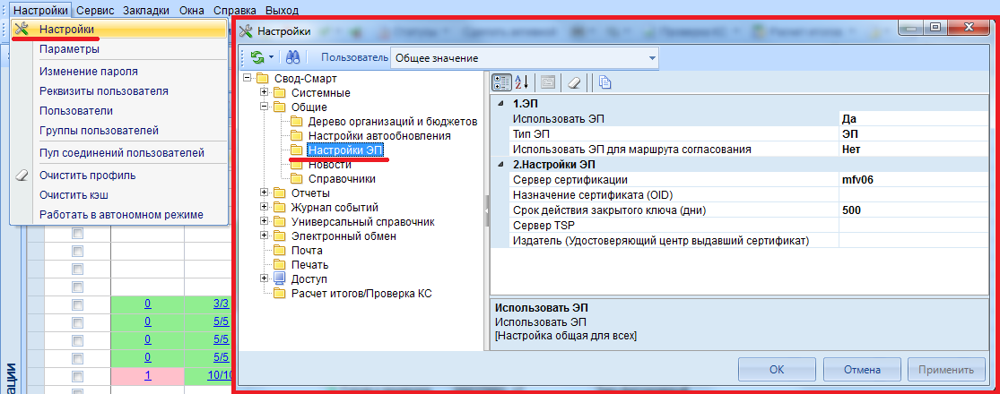 Настройки Сервис Закладки Окна Справка Выход
Настройки
Параметры
Изменение пароля
Реквизиты пользователя
Пользователи
Группы пользователей
Пул соединений пользователей
Очистить профиль
Очистить кэш
Работать в автономном режиме
0 3/3
0 5/5
0 5/5
0 5/5
1 10/10
Настройки
Пользователь Общее значение
Свод-Смарт
Системные
Общие
Дерево организаций и бюджетов
Настройки автообновления
Настройки ЭП
Новости
Справочники
Отчеты
Журнал событий
Универсальный справочник
Электронный обмен
Почта
Печать
Доступ
Расчет итогов/Проверка КС
1.ЭП
Использовать ЭП Да
Тип ЭП ЭП
Использовать ЭП для маршрута согласования Нет
2.Настройки ЭП
Сервер сертификации mfv06
Назначение сертификата (OID)
Срок действия закрытого ключа (дни) 500
Сервер TSP
Издатель (Удостоверяющий центр выдавший сертификат)
Использовать ЭП
Использовать ЭП
[Настройка общая для всех]
ОК Отмена Применить